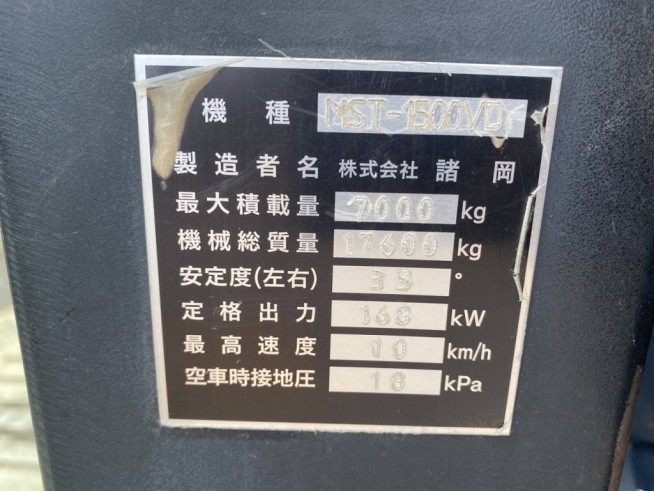 機種 MST-1500VD
製造者名 株式会社 諸岡
最大積載量 7000 kg
機械総質量 17600 kg
安定度(左右) 35 °
定格出力 168 kW
最高速度 10 km/h
空車時接地圧 18 kPa